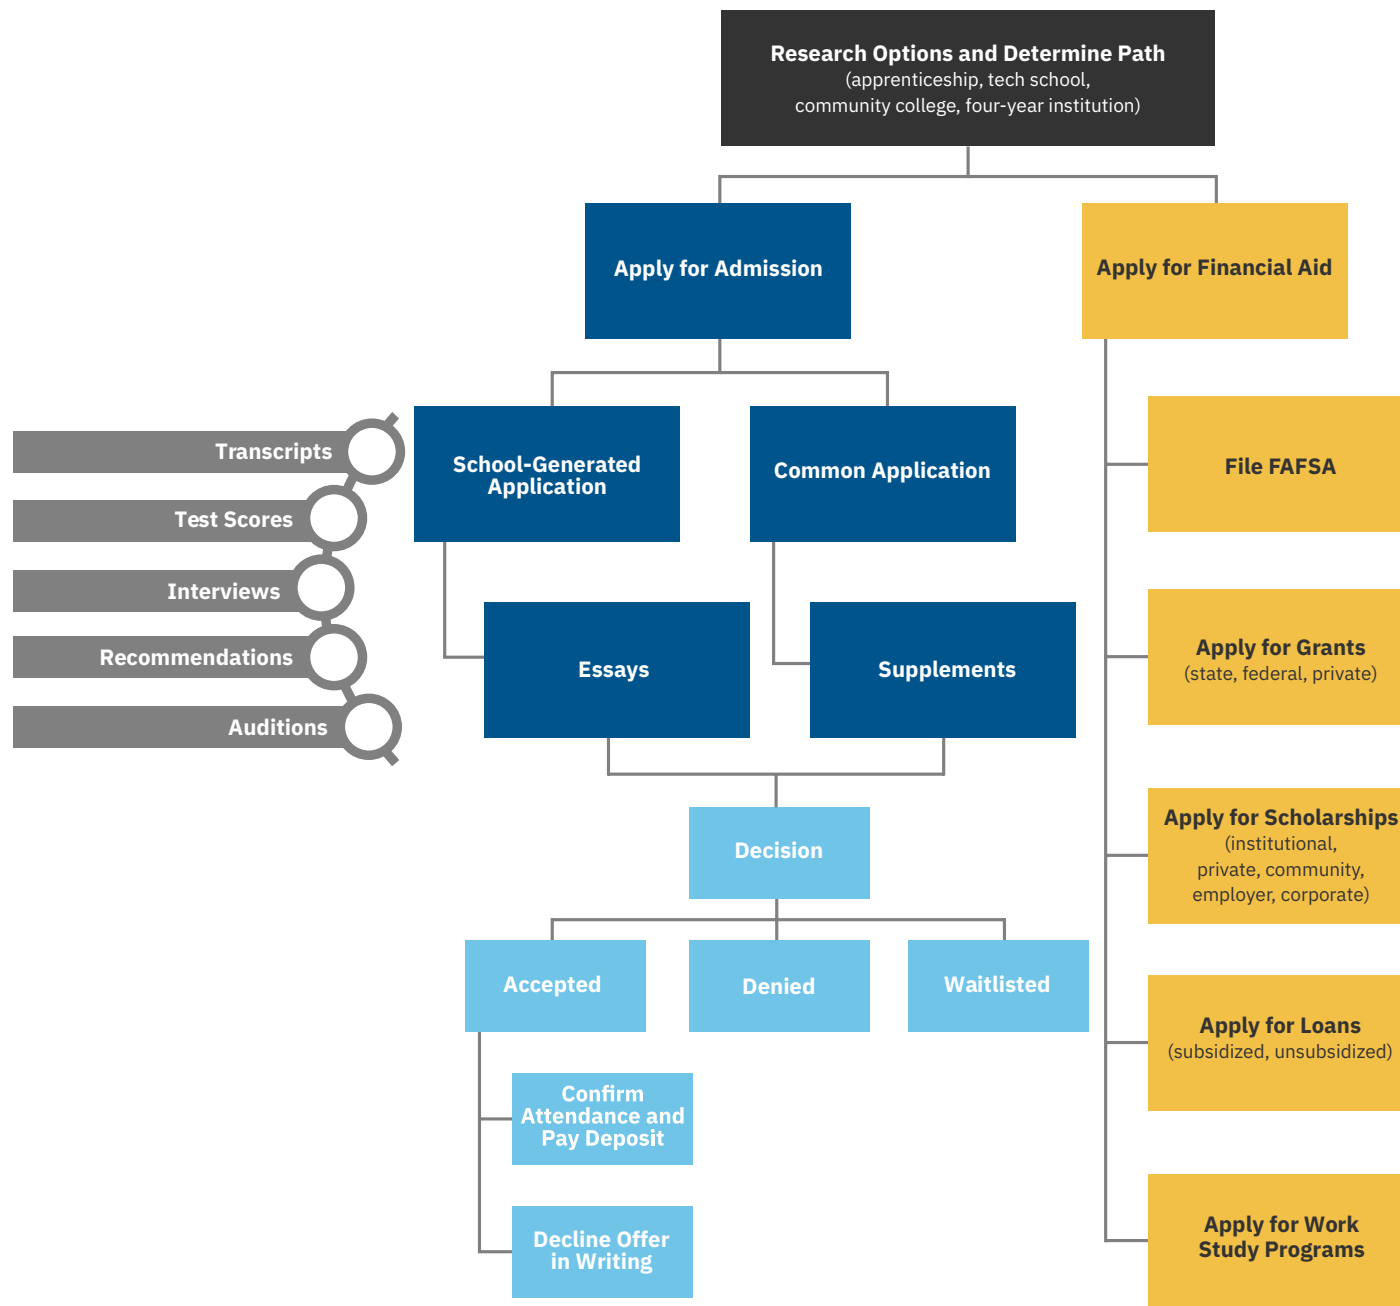 Research Options and Determine Path
(apprenticeship, tech school,
community college, four-year institution)
Apply for Admission
Apply for Financial Aid
Transcripts
Test Scores
Interviews
Recommendations
Auditions
School-Generated
Application
Common Application
Essays
Supplements
Decision
Accepted
Denied
Waitlisted
Confirm
Attendance and
Pay Deposit
Decline Offer
in Writing
File FAFSA
Apply for Grants
(state, federal, private)
Apply for Scholarships
(institutional,
private, community,
employer, corporate)
Apply for Loans
(subsidized, unsubsidized)
Apply for Work
Study Programs